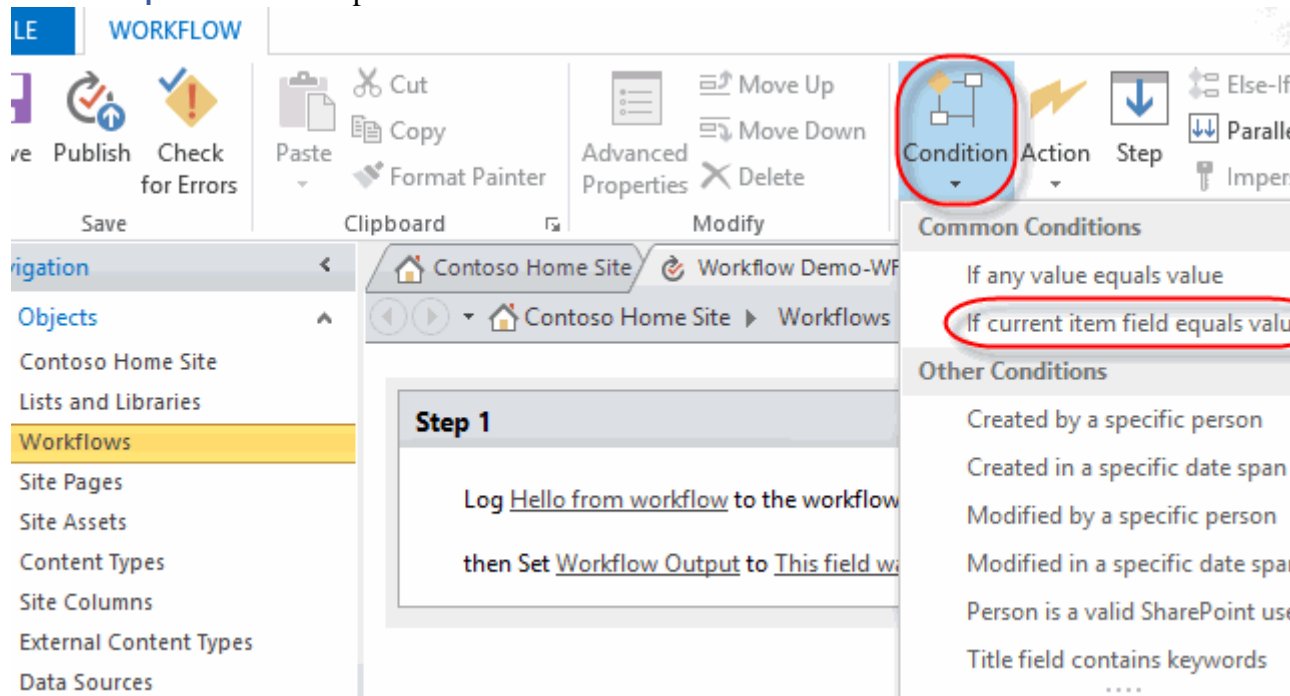 LE WORKFLOW
Cut
Copy
Format Painter
Paste
Publish
Check
for Errors
Advanced
Properties
Move Up
Move Down
Delete
Condition
Action
Step
Else-If
Save
Clipboard
Modify
Common Conditions
If any value equals value
If current item field equals valu
Other Conditions
Created by a specific person
Created in a specific date span
Modified by a specific person
Modified in a specific date spa
Person is a valid SharePoint use
Title field contains keywords
igation
Objects
Contoso Home Site
Lists and Libraries
Workflows
Site Pages
Site Assets
Content Types
Site Columns
External Content Types
Data Sources
Contoso Home Site
Workflow Demo-WF
Contoso Home Site
Workflows
Step 1
Log Hello from workflow to the workflow
then Set Workflow Output to This field wa